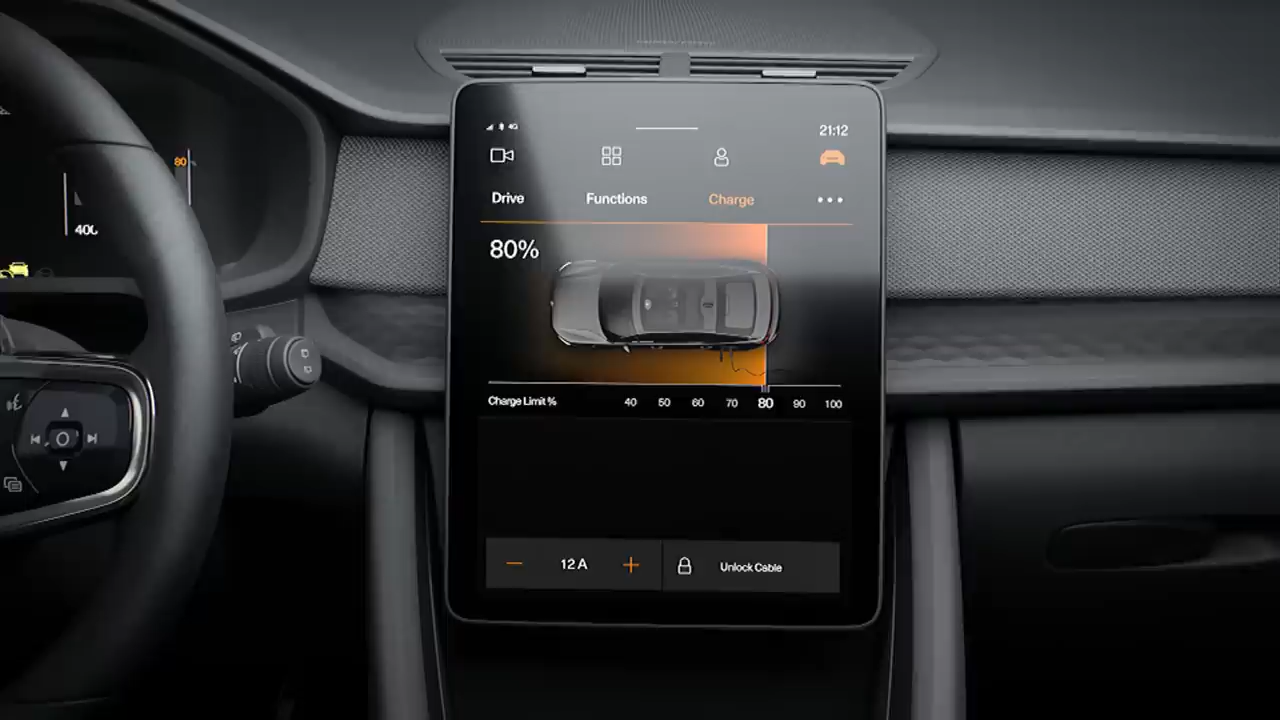 4G
21:12
Drive Functions Charge
80%
Charge Limit % 40 50 60 70 80 90 100
12 A Unlock Cable
80
400